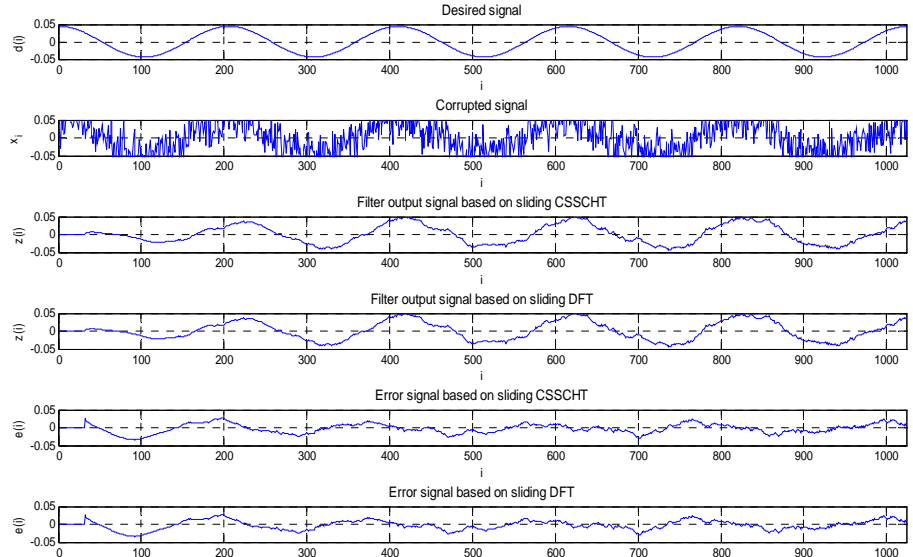 Desired signal
0.05
0
-0.05
d(i)
0 100 200 300 400 500 600 700 800 900 1000
i
Corrupted signal
0.05
0
-0.05
x i
0 100 200 300 400 500 600 700 800 900 1000
i
Filter output signal based on sliding CSSCHT
0.05
0
-0.05
z(i)
0 100 200 300 400 500 600 700 800 900 1000
i
Filter output signal based on sliding DFT
0.05
0
-0.05
z(i)
0 100 200 300 400 500 600 700 800 900 1000
i
Error signal based on sliding CSSCHT
0.05
0
-0.05
e(i)
0 100 200 300 400 500 600 700 800 900 1000
i
Error signal based on sliding DFT
0.05
0
-0.05
e(i)
0 100 200 300 400 500 600 700 800 900 1000